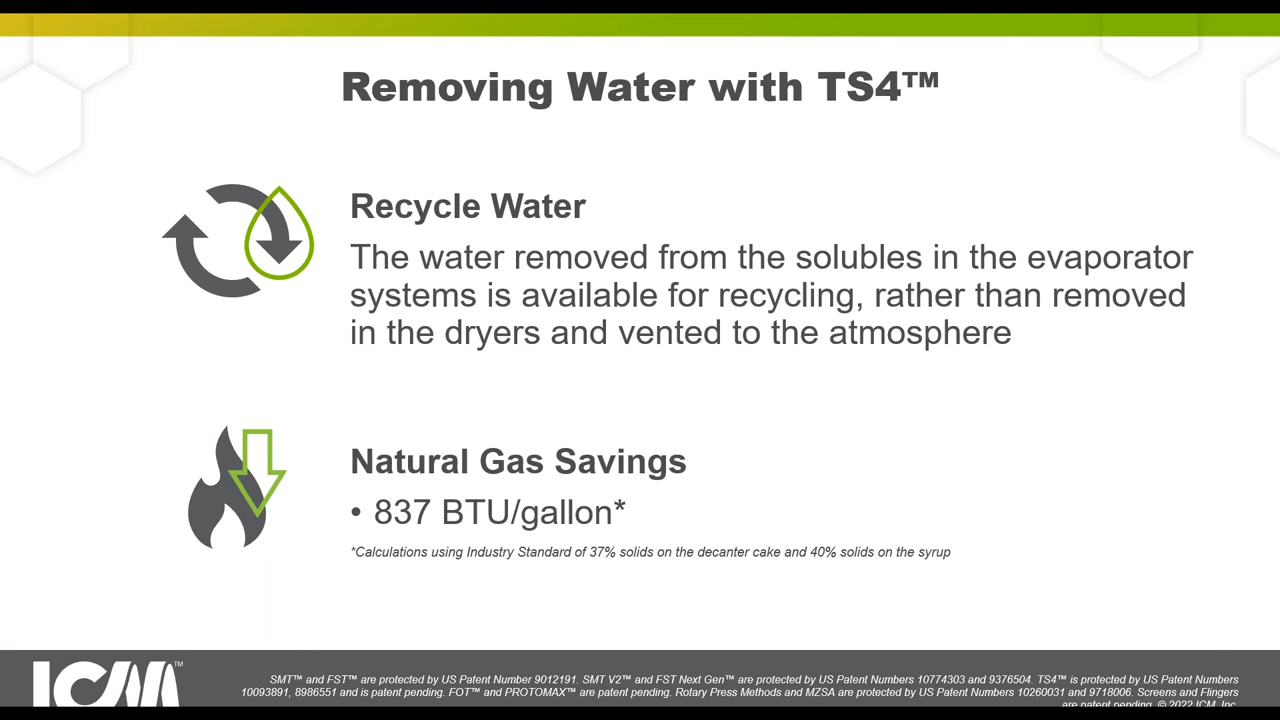 Removing Water with TS4™
Recycle Water
The water removed from the solubles in the evaporator
systems is available for recycling, rather than removed
in the dryers and vented to the atmosphere
Natural Gas Savings
• 837 BTU/gallon*
*Calculations using Industry Standard of 37% solids on the decanter cake and 40% solids on the syrup
ICM™
SMT™ and FST™ are protected by US Patent Number 9012191. SMT V2™ and FST Next Gen™ are protected by US Patent Numbers 10774303 and 9376504. TS4™ is protected by US Patent Numbers
10093891, 8986551 and is patent pending. FOT™ and PROTOMAX™ are patent pending. Rotary Press Methods and MZSA are protected by US Patent Numbers 10260031 and 9718006. Screens and Flingers
are patent pending. © 2022 ICM, Inc.